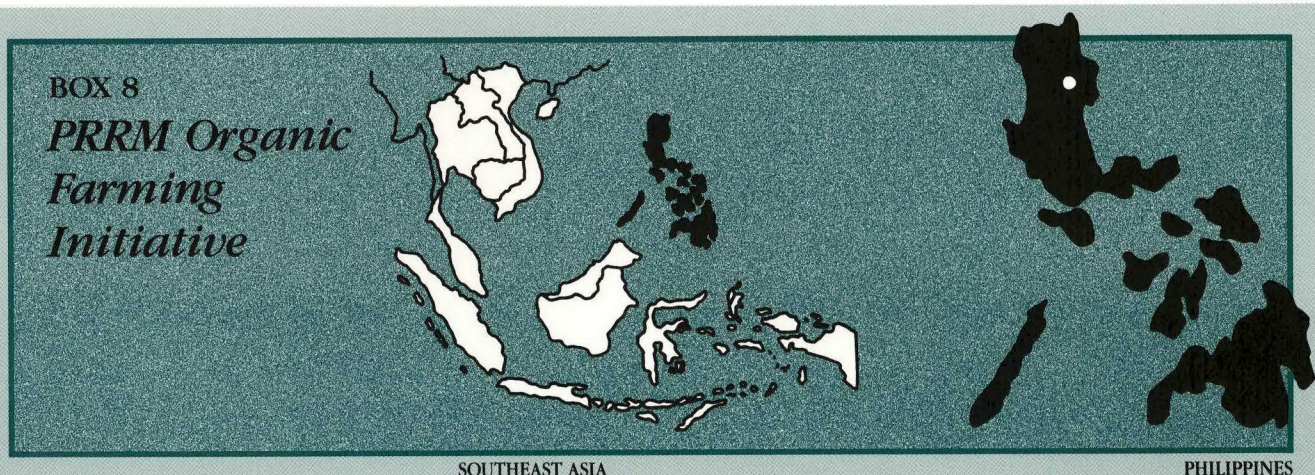 BOX 8
PRRM Organic
Farming
Initiative
SOUTHEAST ASIA
PHILIPPINES